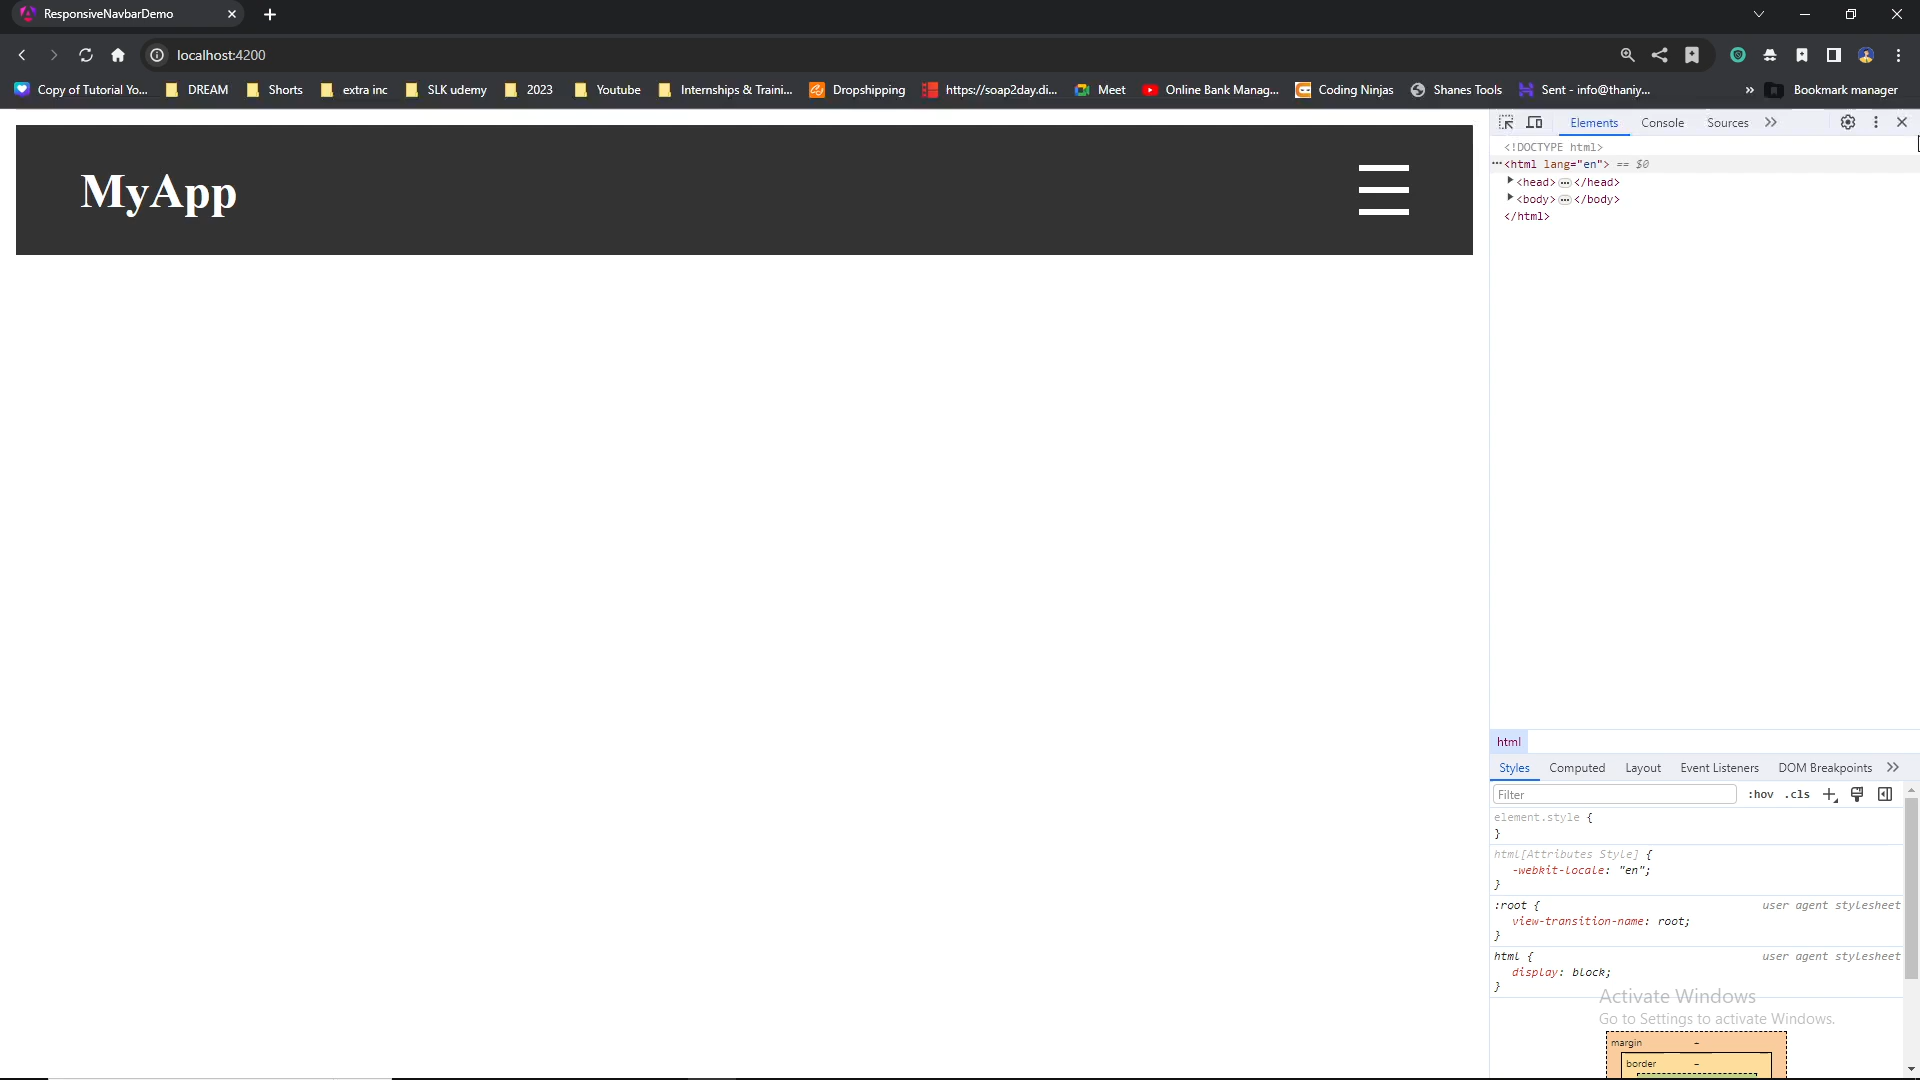 ResponsiveNavbarDemo
localhost:4200
Copy of Tutorial Yo... DREAM Shorts extra inc SLK udemy 2023 Youtube Internships & Traini... Dropshipping https://soap2day.di... Meet Online Bank Manag... Coding Ninjas Shanes Tools Sent - info@thaniy... » Bookmark manager
MyApp
Elements Console Sources
<!DOCTYPE html>
<html lang="en"> == $0
<head> … </head>
<body> … </body>
</html>
html
Styles Computed Layout Event Listeners DOM Breakpoints
Filter :hov .cls
element.style {
}
html[Attributes Style] {
-webkit-locale: "en";
}
:root { user agent stylesheet
view-transition-name: root;
}
html { user agent stylesheet
display: block;
}
Activate Windows
Go to Settings to activate Windows.
margin -
border -